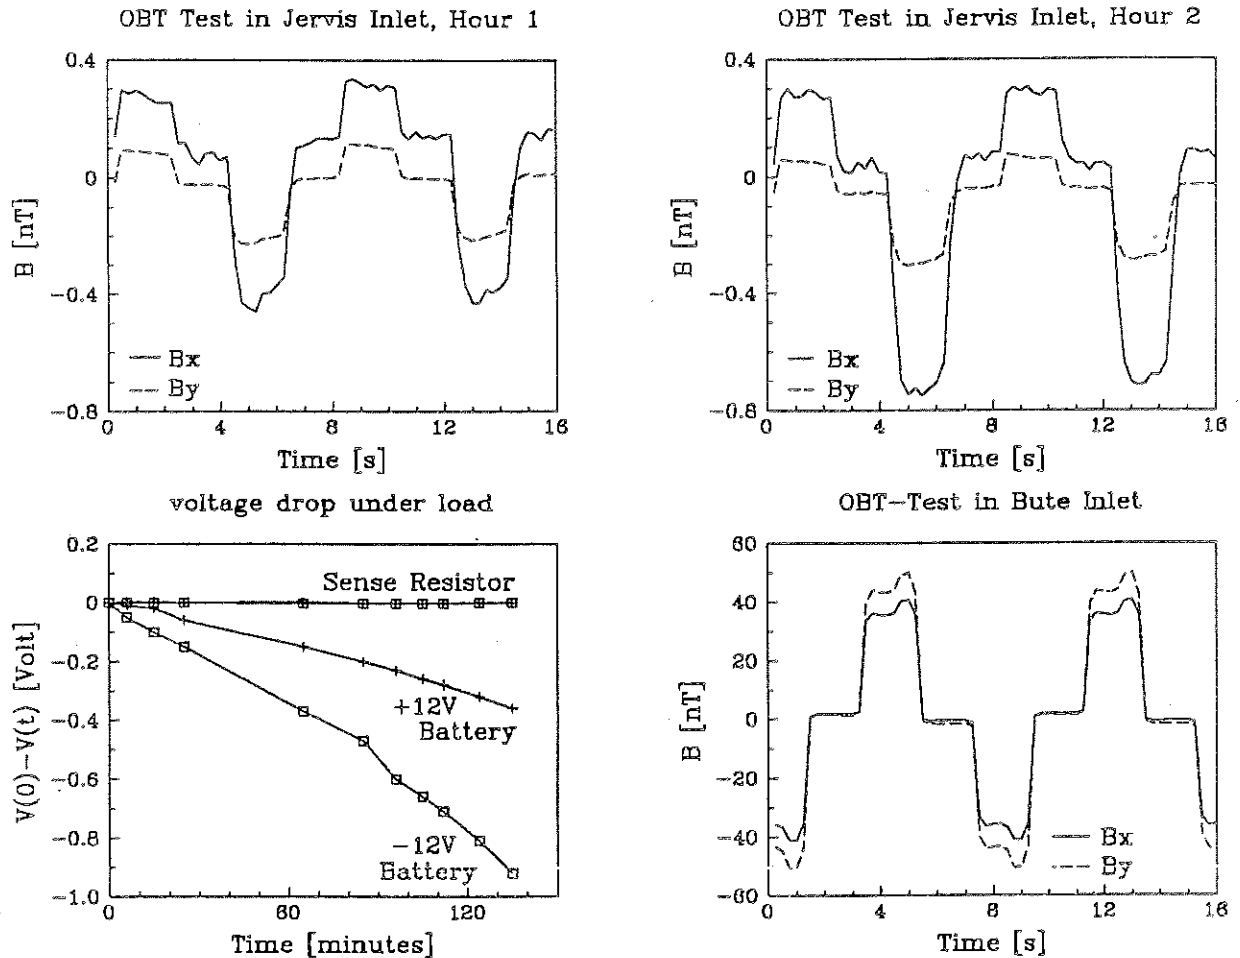 OBT Test in Jervis Inlet, Hour 1
0.4
0
-0.4
-0.8
B [nT]
Bx
By
0 4 8 12 16
Time [s]
OBT Test in Jervis Inlet, Hour 2
0.4
0
-0.4
-0.8
B [nT]
Bx
By
0 4 8 12 16
Time [s]
voltage drop under load
0.2
0
-0.2
-0.4
-0.6
-0.8
-1.0
V(0)-V(t) [Volt]
Sense Resistor
+12V
Battery
-12V
Battery
0 60 120
Time [minutes]
OBT-Test in Bute Inlet
60
40
20
0
-20
-40
-60
B [nT]
Bx
By
0 4 8 12 16
Time [s]